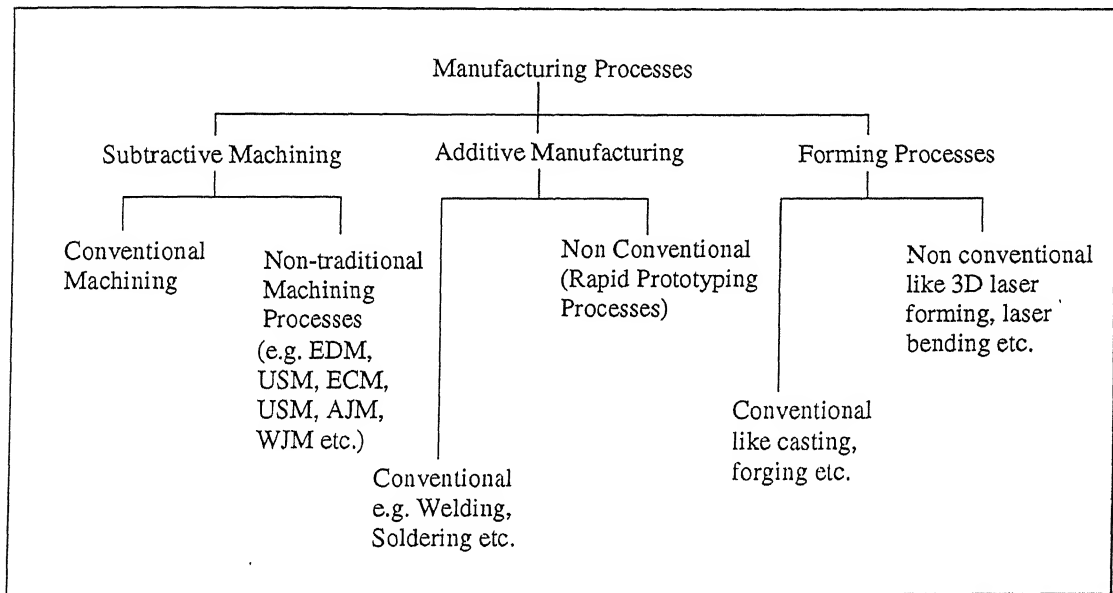 Manufacturing Processes
Subtractive Machining
Additive Manufacturing
Forming Processes
Conventional
Machining
Non-traditional
Machining
Processes
(e.g. EDM,
USM, ECM,
USM, AJM,
WJM etc.)
Conventional
e.g. Welding,
Soldering etc.
Non Conventional
(Rapid Prototyping
Processes)
Conventional
like casting,
forging etc.
Non conventional
like 3D laser
forming, laser
bending etc.